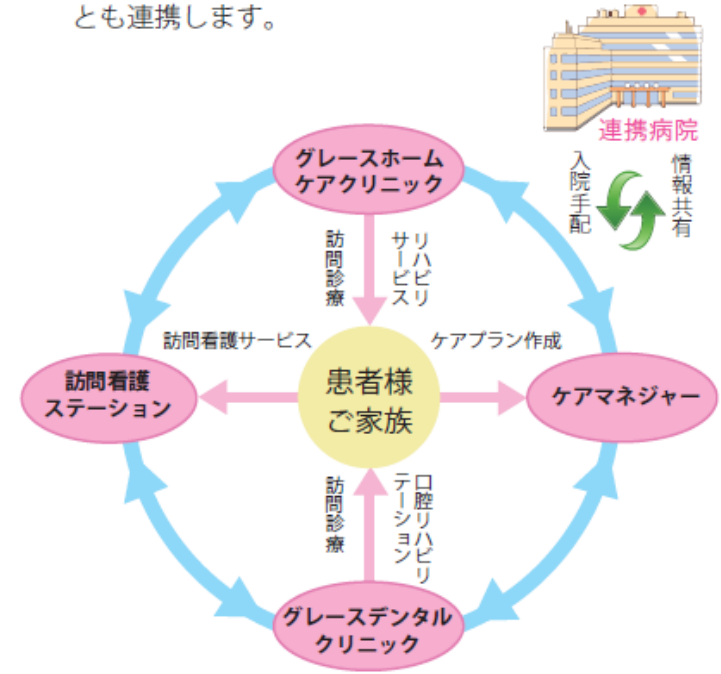 とも連携します。
連携病院
入院手配
情報共有
グレースホーム
ケアクリニック
訪問診療
リハビリ
サービス
訪問看護サービス
ケアプラン作成
訪問看護
ステーション
患者様
ご家族
ケアマネジャー
訪問診療
口腔リハビリ
テーション
グレースデンタル
クリニック